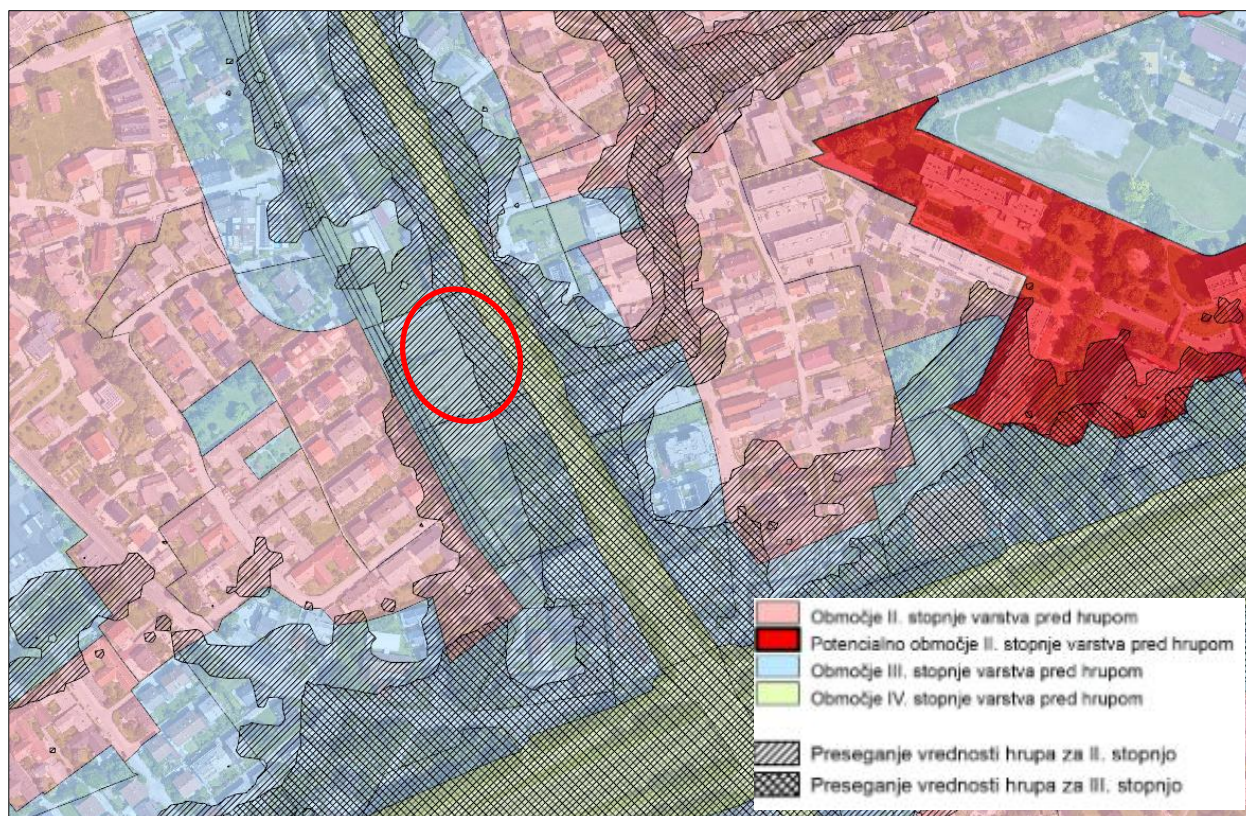 Območje II. stopnje varstva pred hrupom
Potencialno območje II. stopnje varstva pred hrupom
Območje III. stopnje varstva pred hrupom
Območje IV. stopnje varstva pred hrupom
Preseganje vrednosti hrupa za II. stopnjo
Preseganje vrednosti hrupa za III. stopnjo